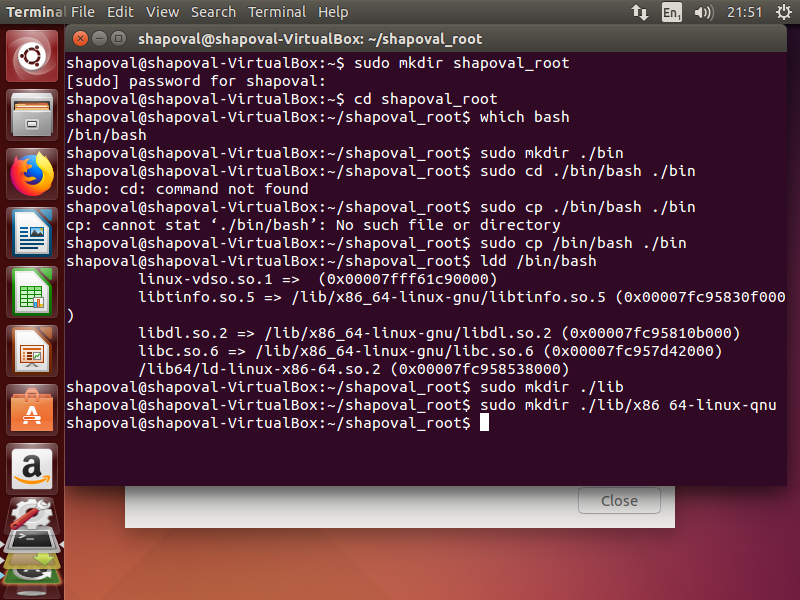 Terminal File Edit View Search Terminal Help En1 21:51
shapoval@shapoval-VirtualBox: ~/shapoval_root
shapoval@shapoval-VirtualBox:~$ sudo mkdir shapoval_root
[sudo] password for shapoval:
shapoval@shapoval-VirtualBox:~$ cd shapoval_root
shapoval@shapoval-VirtualBox:~/shapoval_root$ which bash
/bin/bash
shapoval@shapoval-VirtualBox:~/shapoval_root$ sudo mkdir ./bin
shapoval@shapoval-VirtualBox:~/shapoval_root$ sudo cd ./bin/bash ./bin
sudo: cd: command not found
shapoval@shapoval-VirtualBox:~/shapoval_root$ sudo cp ./bin/bash ./bin
cp: cannot stat ‘./bin/bash’: No such file or directory
shapoval@shapoval-VirtualBox:~/shapoval_root$ sudo cp /bin/bash ./bin
shapoval@shapoval-VirtualBox:~/shapoval_root$ ldd /bin/bash
linux-vdso.so.1 =>  (0x00007fff61c90000)
libtinfo.so.5 => /lib/x86_64-linux-gnu/libtinfo.so.5 (0x00007fc95830f000
)
libdl.so.2 => /lib/x86_64-linux-gnu/libdl.so.2 (0x00007fc95810b000)
libc.so.6 => /lib/x86_64-linux-gnu/libc.so.6 (0x00007fc957d42000)
/lib64/ld-linux-x86-64.so.2 (0x00007fc958538000)
shapoval@shapoval-VirtualBox:~/shapoval_root$ sudo mkdir ./lib
shapoval@shapoval-VirtualBox:~/shapoval_root$ sudo mkdir ./lib/x86 64-linux-qnu
shapoval@shapoval-VirtualBox:~/shapoval_root$
Close